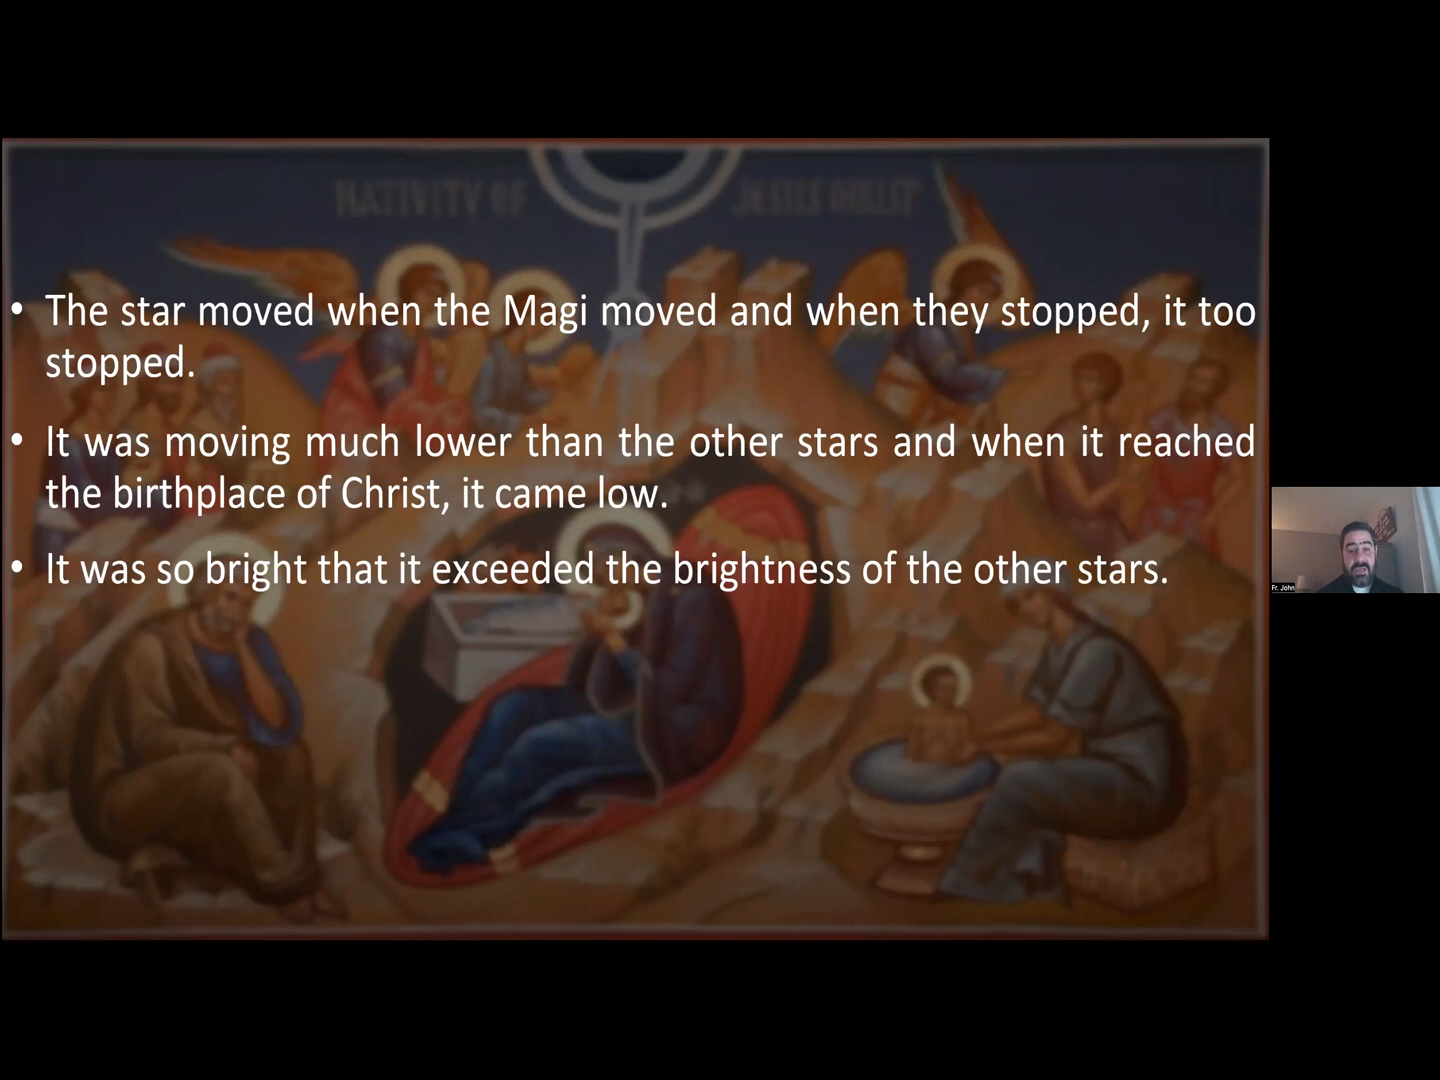 NATIVITY OF JESUS CHRIST
• The star moved when the Magi moved and when they stopped, it too
stopped.
• It was moving much lower than the other stars and when it reached
the birthplace of Christ, it came low.
• It was so bright that it exceeded the brightness of the other stars.
Fr. John